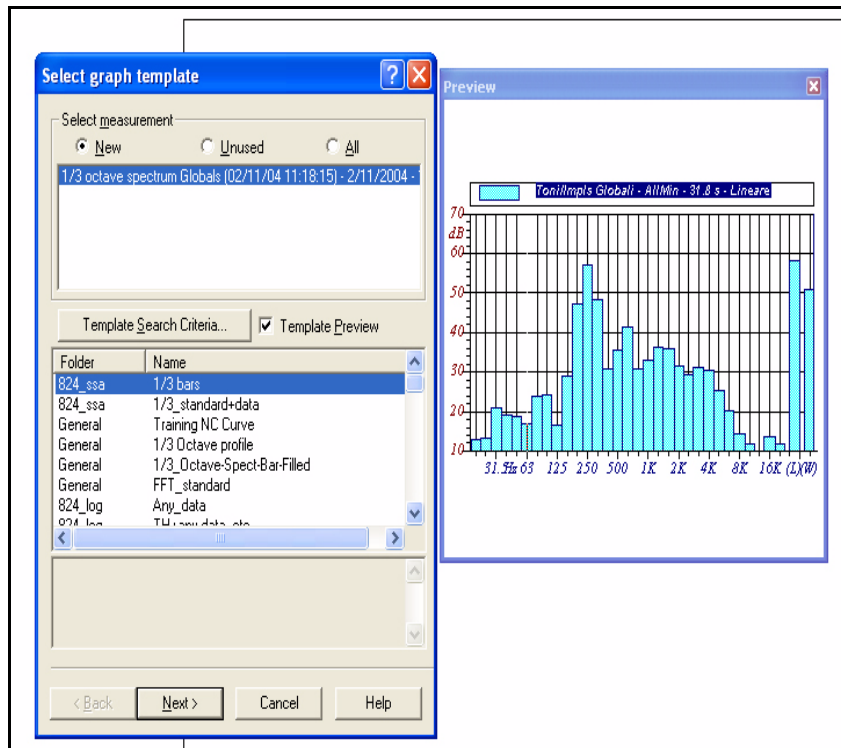 Select graph template
Select measurement
New
Unused
All
1/3 octave spectrum Globals (02/11/04 11:18:15) - 2/11/2004 -
Template Search Criteria...
Template Preview
Folder Name
824_ssa 1/3 bars
824_ssa 1/3_standard+data
General Training NC Curve
General 1/3 Octave profile
General 1/3_Octave-Spect-Bar-Filled
General FFT_standard
824_log Any_data
< Back
Next >
Cancel
Help
Preview
Toni/Impls Globali - AllMin - 31.8 s - Lineare
70
dB
60
50
40
30
20
10
31.5Hz 63 125 250 500 1K 2K 4K 8K 16K (L)(W)